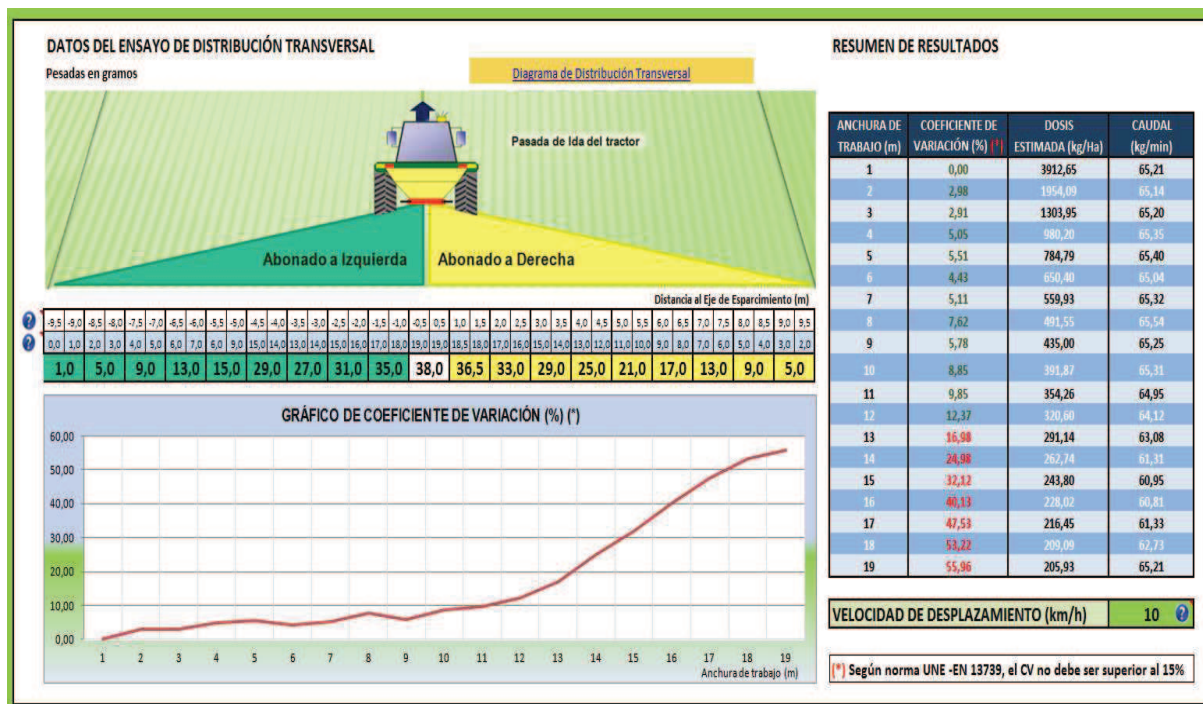 DATOS DEL ENSAYO DE DISTRIBUCIÓN TRANSVERSAL
Pesadas en gramos
Diagrama de Distribución Transversal
Pasada de Ida del tractor
Abonado a Izquierda
Abonado a Derecha
Distancia al Eje de Esparcimiento (m)
-9,5 -9,0 -8,5 -8,0 -7,5 -7,0 -6,5 -6,0 -5,5 -5,0 -4,5 -4,0 -3,5 -3,0 -2,5 -2,0 -1,5 -1,0 -0,5 0,5 1,0 1,5 2,0 2,5 3,0 3,5 4,0 4,5 5,0 5,5 6,0 6,5 7,0 7,5 8,0 8,5 9,0 9,5
0,0 1,0 2,0 3,0 4,0 5,0 6,0 7,0 6,0 9,0 15,0 14,0 13,0 14,0 15,0 16,0 17,0 18,0 19,0 19,0 18,5 18,0 17,0 16,0 15,0 14,0 13,0 12,0 11,0 10,0 9,0 8,0 7,0 6,0 5,0 4,0 3,0 2,0
1,0 5,0 9,0 13,0 15,0 29,0 27,0 31,0 35,0 38,0 36,5 33,0 29,0 25,0 21,0 17,0 13,0 9,0 5,0
GRÁFICO DE COEFICIENTE DE VARIACIÓN (%) (*)
60,00
50,00
40,00
30,00
20,00
10,00
0,00
1 2 3 4 5 6 7 8 9 10 11 12 13 14 15 16 17 18 19
Anchura de trabajo (m)
RESUMEN DE RESULTADOS
ANCHURA DE TRABAJO (m) COEFICIENTE DE VARIACIÓN (%) (*) DOSIS ESTIMADA (kg/Ha) CAUDAL (kg/min)
1 0,00 3912,65 65,21
2 2,98 1954,09 65,14
3 2,91 1303,95 65,20
4 5,05 980,20 65,35
5 5,51 784,79 65,40
6 4,43 650,40 65,04
7 5,11 559,93 65,32
8 7,62 491,55 65,54
9 5,78 435,00 65,25
10 8,85 391,87 65,31
11 9,85 354,26 64,95
12 12,37 320,60 64,12
13 16,98 291,14 63,08
14 24,98 262,74 61,31
15 32,12 243,80 60,95
16 40,13 228,02 60,81
17 47,53 216,45 61,33
18 53,22 209,09 62,73
19 55,96 205,93 65,21
VELOCIDAD DE DESPLAZAMIENTO (km/h) 10
(*) Según norma UNE -EN 13739, el CV no debe ser superior al 15%